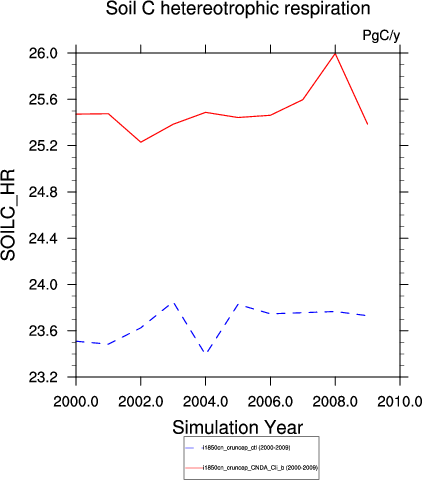 Soil C hetereotrophic respiration
PgC/y
26.0
25.6
25.2
24.8
24.4
24.0
23.6
23.2
SOILC_HR
2000.0 2002.0 2004.0 2006.0 2008.0 2010.0
Simulation Year
i1850cn_cruncep_ctl (2000-2009)
i1850cn_cruncep_CNDA_Cli_b (2000-2009)